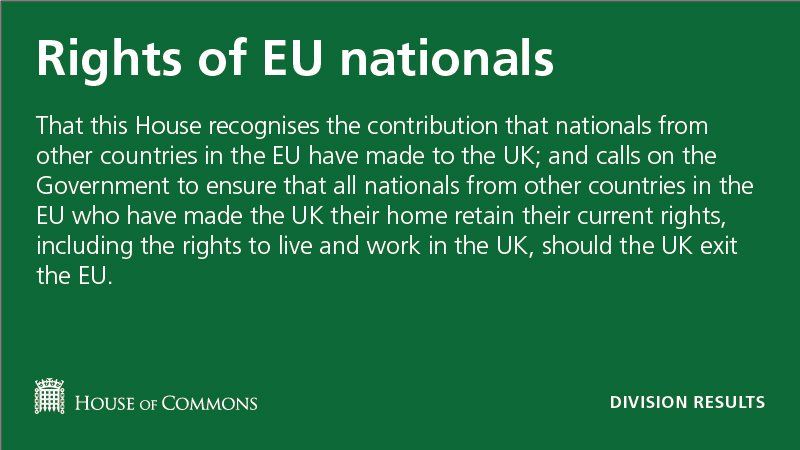 Rights of EU nationals
That this House recognises the contribution that nationals from
other countries in the EU have made to the UK; and calls on the
Government to ensure that all nationals from other countries in the
EU who have made the UK their home retain their current rights,
including the rights to live and work in the UK, should the UK exit
the EU.
HOUSE OF COMMONS
DIVISION RESULTS